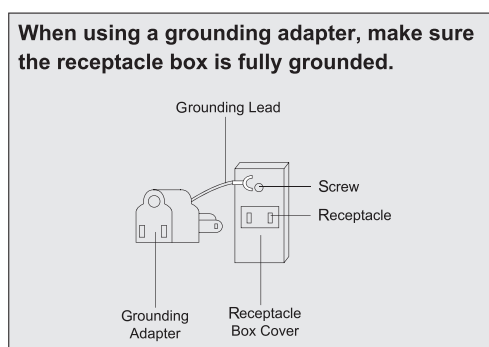 When using a grounding adapter, make sure
the receptacle box is fully grounded.
Grounding Lead
Screw
Receptacle
Grounding
Adapter
Receptacle
Box Cover